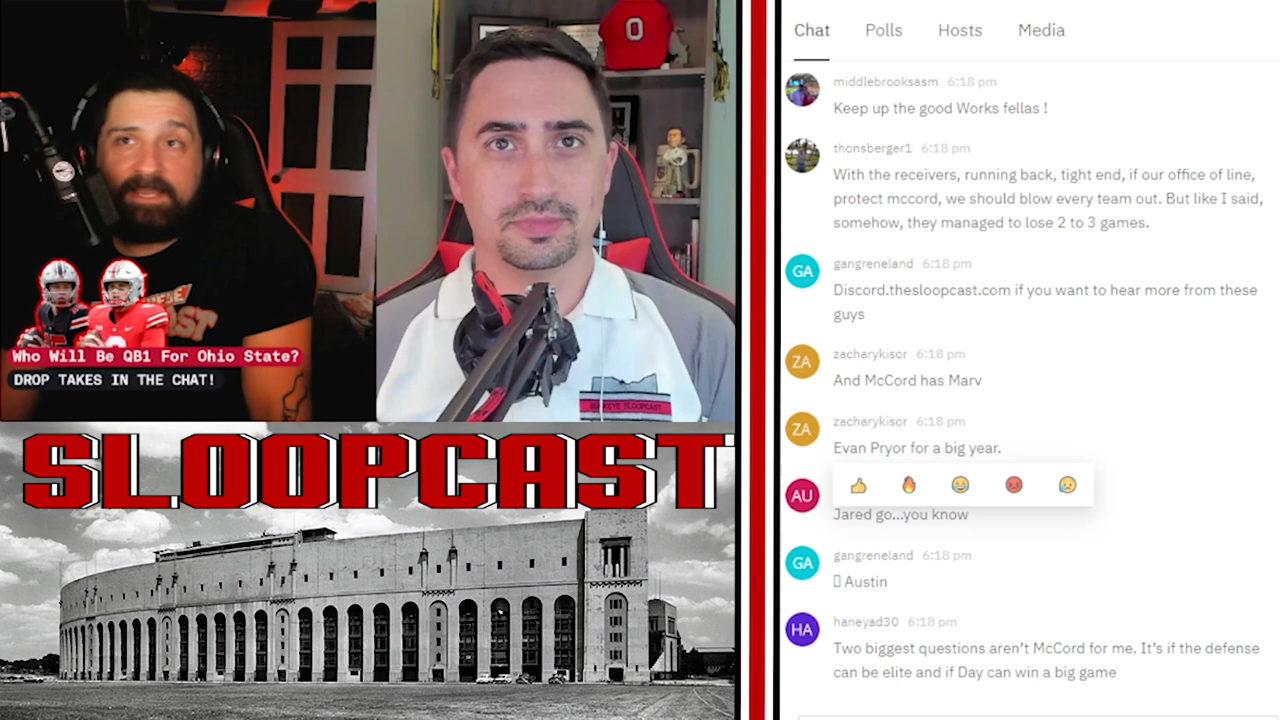 O
Who Will Be QB1 For Ohio State?
DROP TAKES IN THE CHAT!
BUCKEYE SLOOPCAST
SLOOPCAST
Chat
Polls
Hosts
Media
middlebrooksasm 6:18 pm
Keep up the good Works fellas !
thonsberger1 6:18 pm
With the receivers, running back, tight end, if our office of line,
protect mccord, we should blow every team out. But like I said,
somehow, they managed to lose 2 to 3 games.
GA
gangreneland 6:18 pm
Discord.thesloopcast.com if you want to hear more from these
guys
ZA
zacharykisor 6:18 pm
And McCord has Marv
ZA
zacharykisor 6:18 pm
Evan Pryor for a big year.
AU
Jared go...you know
GA
gangreneland 6:18 pm
Austin
HA
haneyad30 6:18 pm
Two biggest questions aren’t McCord for me. It’s if the defense
can be elite and if Day can win a big game